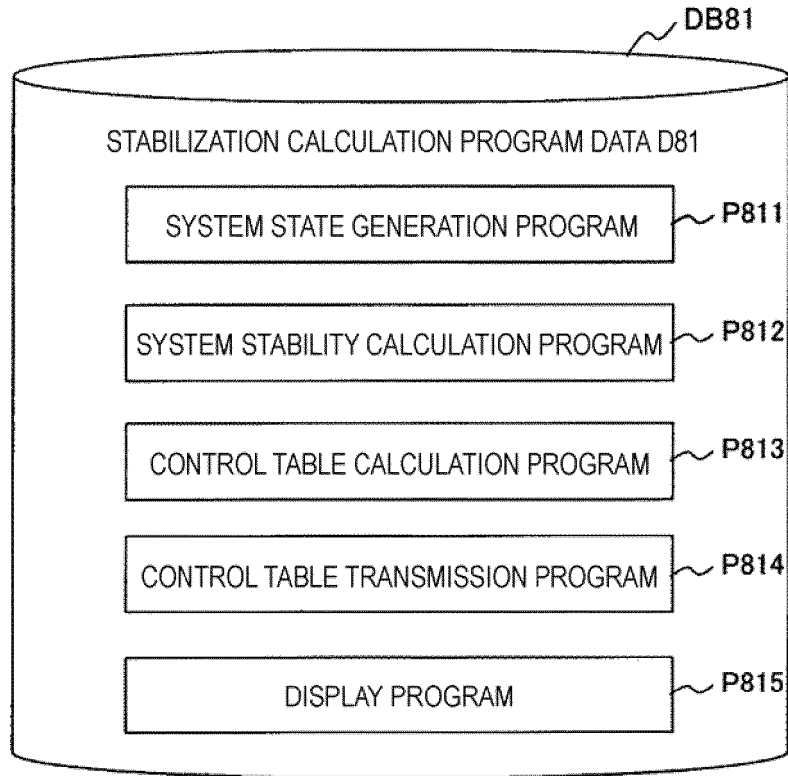 DB81
STABILIZATION CALCULATION PROGRAM DATA D81
SYSTEM STATE GENERATION PROGRAM
P811
SYSTEM STABILITY CALCULATION PROGRAM
P812
CONTROL TABLE CALCULATION PROGRAM
P813
CONTROL TABLE TRANSMISSION PROGRAM
P814
DISPLAY PROGRAM
P815